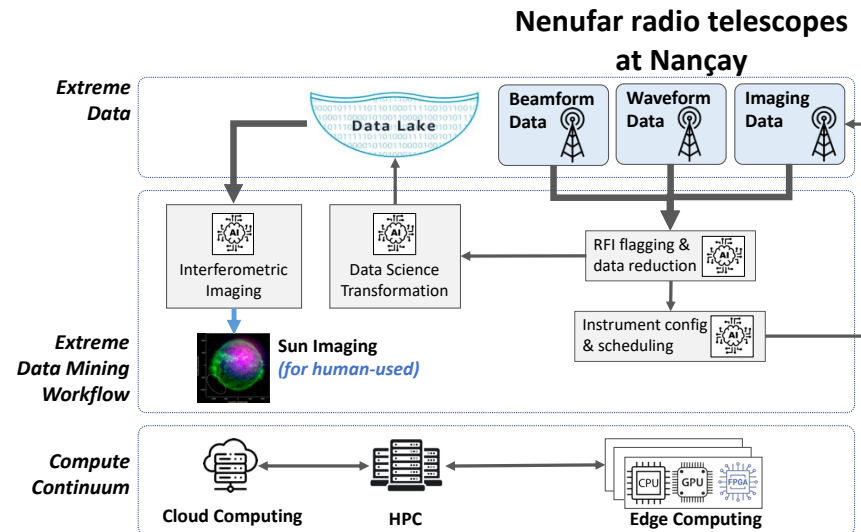 Nenufar radio telescopes
at Nançay
Extreme
Data
Data Lake
Beamform
Data
Waveform
Data
Imaging
Data
AI
Interferometric
Imaging
AI
Data Science
Transformation
RFI flagging &
data reduction
AI
Instrument config
& scheduling
AI
Extreme
Data Mining
Workflow
Sun Imaging
(for human-used)
Compute
Continuum
Cloud Computing
HPC
CPU
GPU
FPGA
Edge Computing